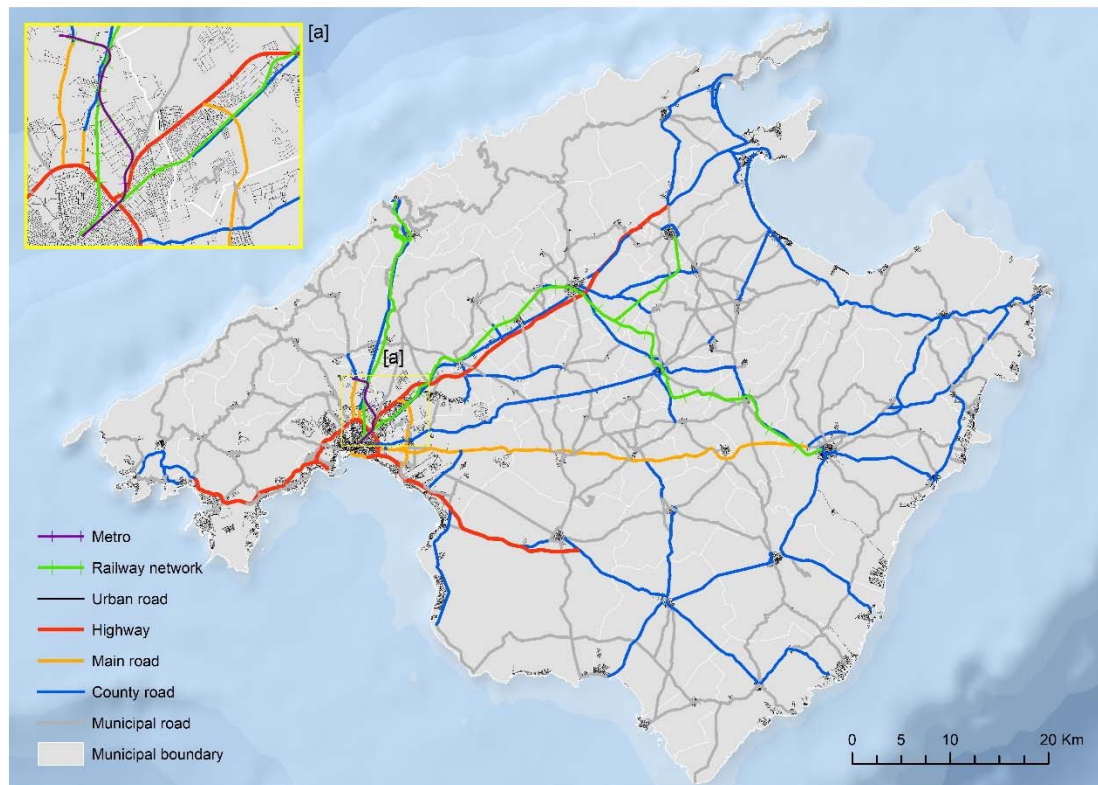 [a]
[a]
Metro
Railway network
Urban road
Highway
Main road
County road
Municipal road
Municipal boundary
0 5 10 20 Km